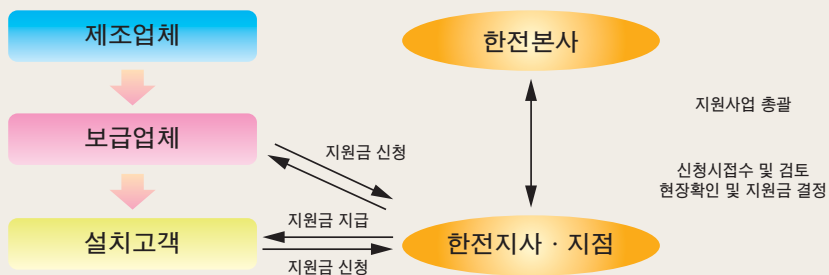 제조업체
한전본사
지원사업 총괄
보급업체
지원금 신청
신청시접수 및 검토
현장확인 및 지원금 결정
설치고객
지원금 지급
지원금 신청
한전지사 · 지점